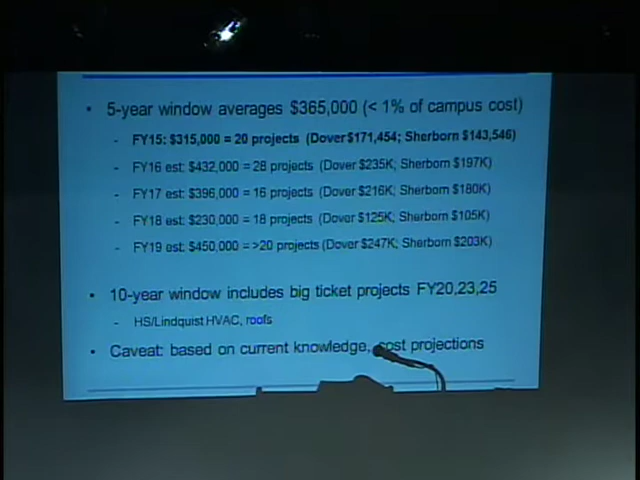 • 5-year window averages $365,000 (< 1% of campus cost)
- FY15: $315,000 = 20 projects (Dover $171,454; Sherborn $143,546)
- FY16 est: $432,000 = 28 projects (Dover $235K; Sherborn $197K)
- FY17 est: $396,000 = 16 projects (Dover $216K; Sherborn $180K)
- FY18 est: $230,000 = 18 projects (Dover $125K; Sherborn $105K)
- FY19 est: $450,000 = >20 projects (Dover $247K; Sherborn $203K)
• 10-year window includes big ticket projects FY20,23,25
- HS/Lindquist HVAC, roofs
• Caveat: based on current knowledge, cost projections